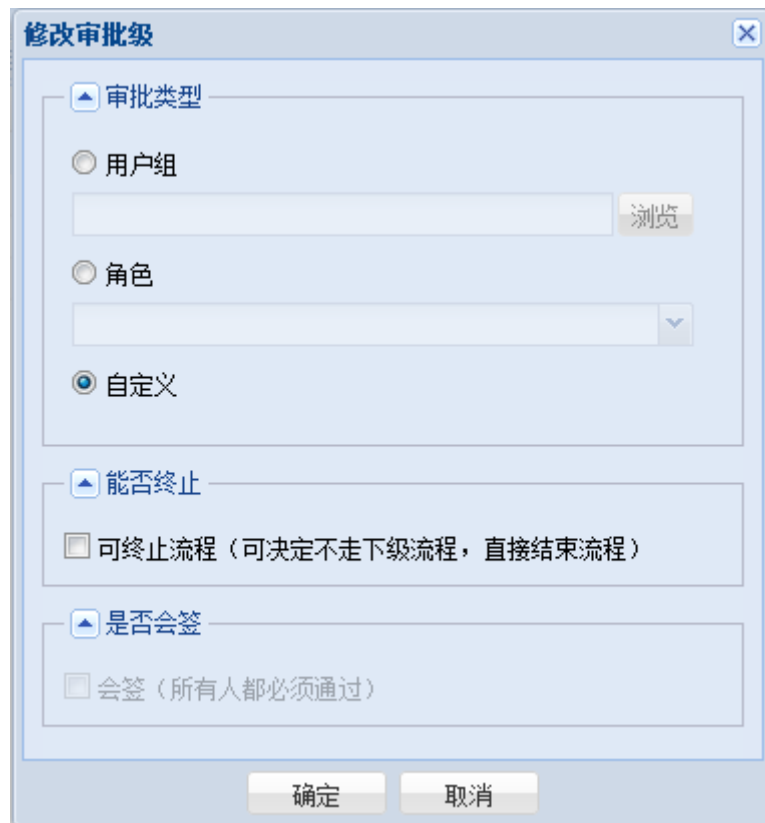 修改审批级
审批类型
用户组
浏览
角色
自定义
能否终止
可终止流程（可决定不走下级流程，直接结束流程）
是否会签
会签（所有人都必须通过）
确定 取消